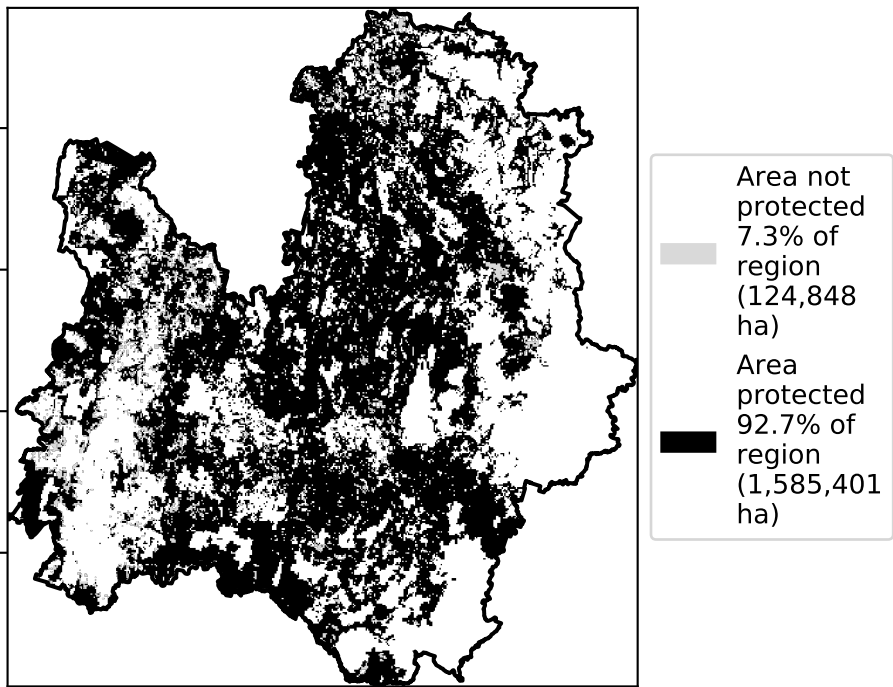 Area not
protected
7.3% of
region
(124,848
ha)
Area
protected
92.7% of
region
(1,585,401
ha)